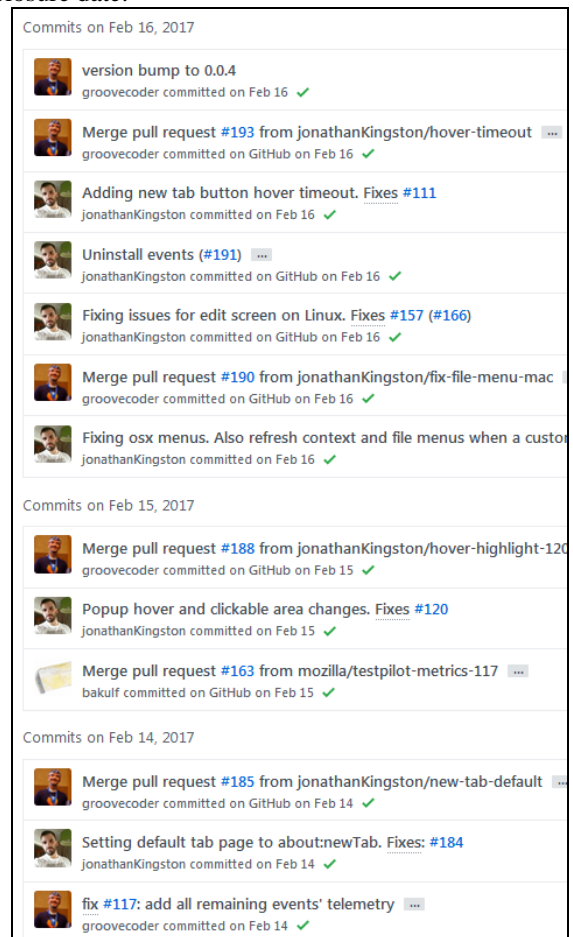 Commits on Feb 16, 2017
version bump to 0.0.4
groovecoder committed on Feb 16
Merge pull request #193 from jonathanKingston/hover-timeout …
groovecoder committed on GitHub on Feb 16
Adding new tab button hover timeout. Fixes #111
jonathanKingston committed on Feb 16
Uninstall events (#191) …
jonathanKingston committed on GitHub on Feb 16
Fixing issues for edit screen on Linux. Fixes #157 (#166)
jonathanKingston committed on GitHub on Feb 16
Merge pull request #190 from jonathanKingston/fix-file-menu-mac
groovecoder committed on GitHub on Feb 16
Fixing osx menus. Also refresh context and file menus when a custo
jonathanKingston committed on Feb 16
Commits on Feb 15, 2017
Merge pull request #188 from jonathanKingston/hover-highlight-120
groovecoder committed on GitHub on Feb 15
Popup hover and clickable area changes. Fixes #120
jonathanKingston committed on Feb 15
Merge pull request #163 from mozilla/testpilot-metrics-117 …
bakulf committed on GitHub on Feb 15
Commits on Feb 14, 2017
Merge pull request #185 from jonathanKingston/new-tab-default …
groovecoder committed on GitHub on Feb 14
Setting default tab page to about:newTab. Fixes: #184
jonathanKingston committed on Feb 14
fix #117: add all remaining events' telemetry …
groovecoder committed on Feb 14